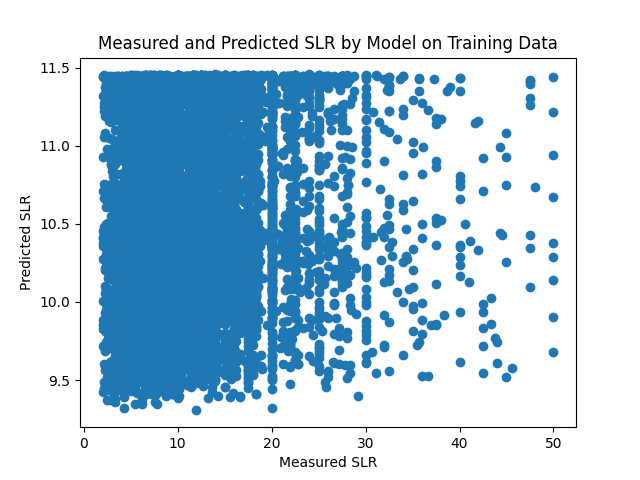 Measured and Predicted SLR by Model on Training Data
11.5
11.0
10.5
10.0
9.5
Predicted SLR
0 10 20 30 40 50
Measured SLR